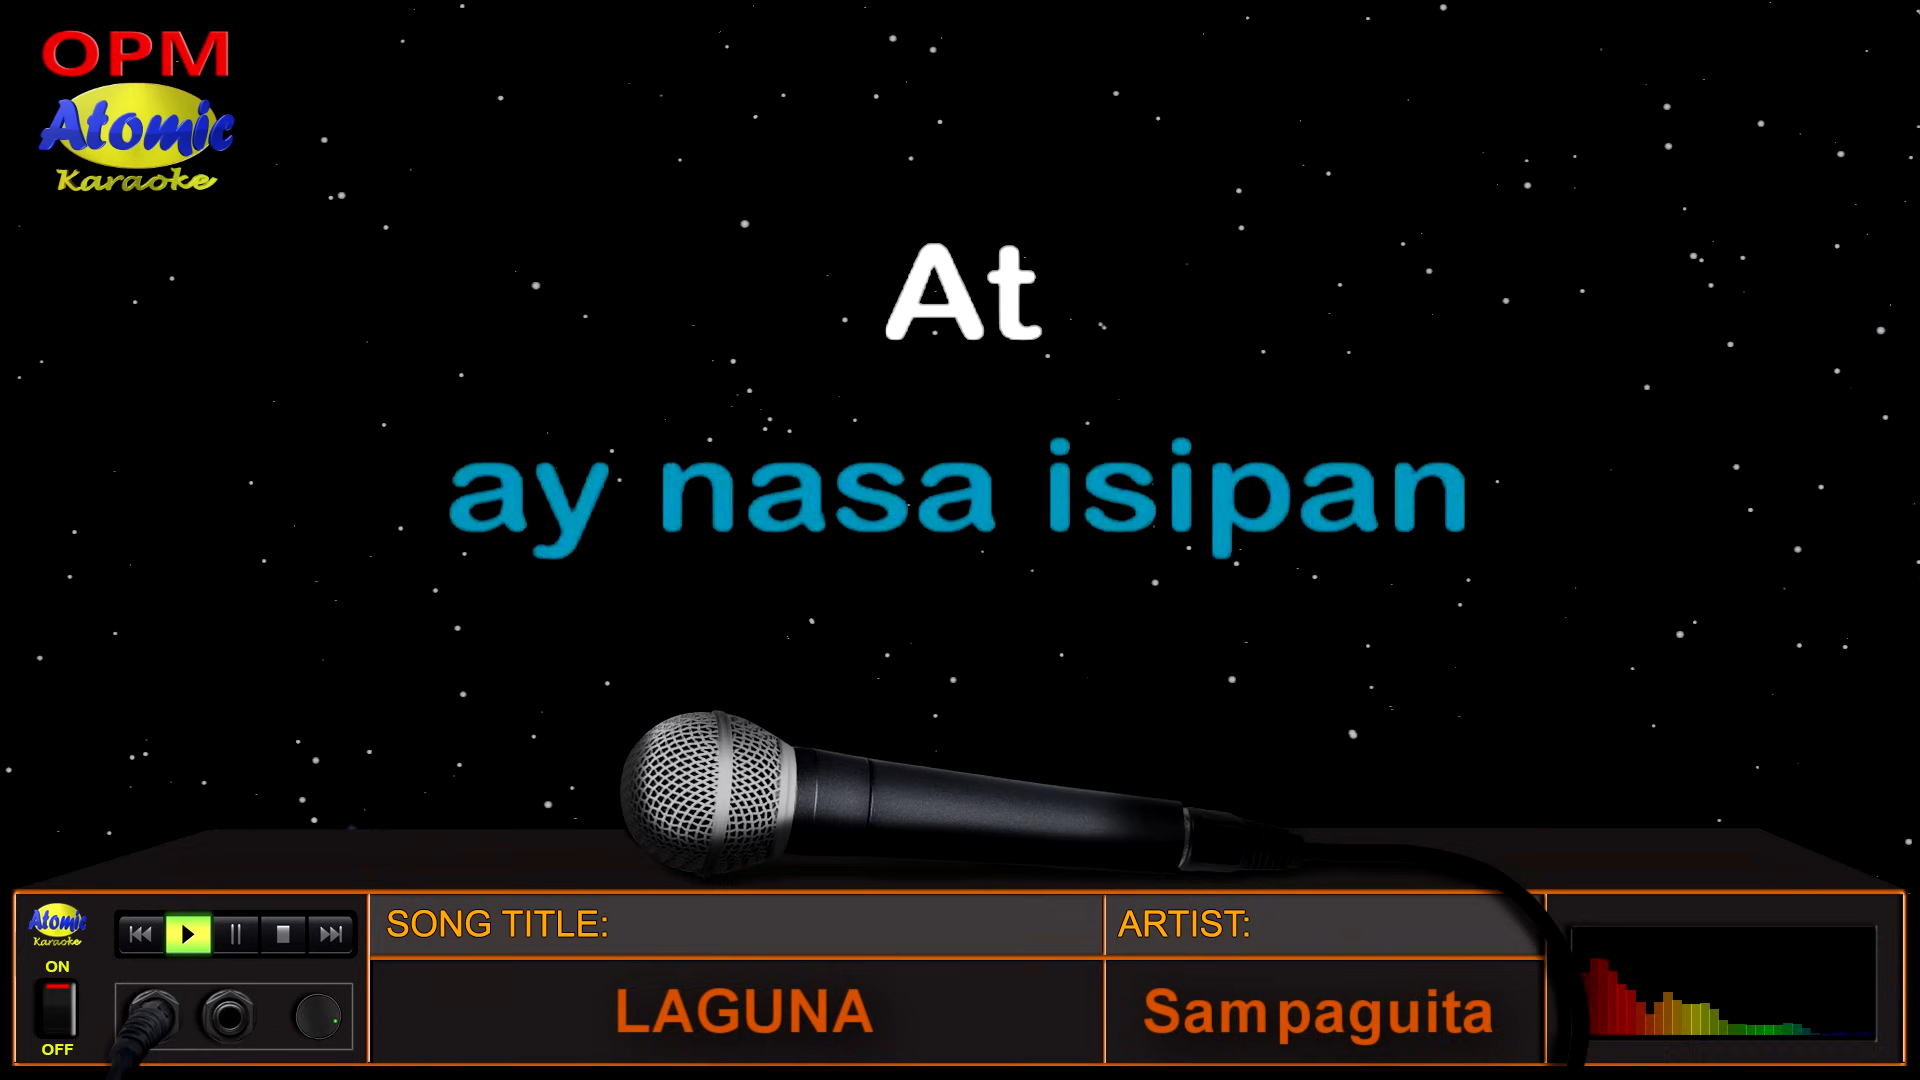 OPM
Atomic
Karaoke
At
ay nasa isipan
Atomic
Karaoke
ON
OFF
SONG TITLE:
ARTIST:
LAGUNA
Sampaguita